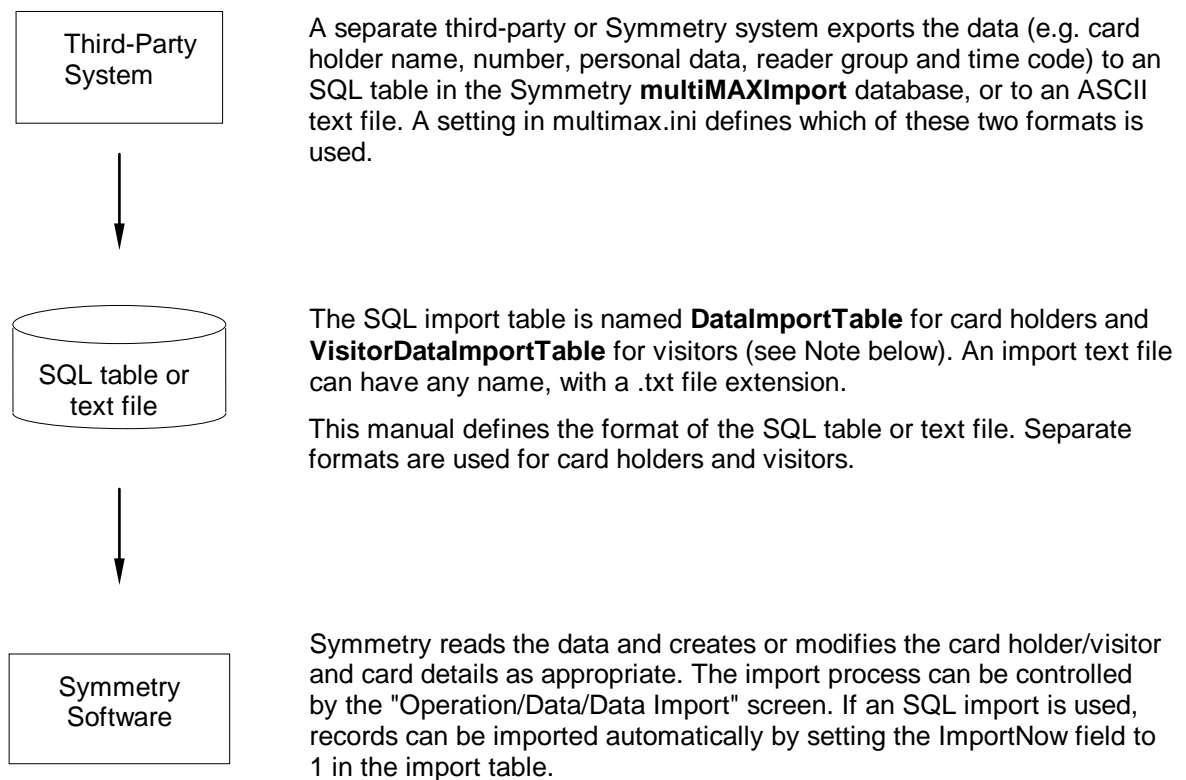 Third-Party
System
A separate third-party or Symmetry system exports the data (e.g. card
holder name, number, personal data, reader group and time code) to an
SQL table in the Symmetry multiMAXImport database, or to an ASCII
text file. A setting in multimax.ini defines which of these two formats is
used.
SQL table or
text file
The SQL import table is named DataImportTable for card holders and
VisitorDataImportTable for visitors (see Note below). An import text file
can have any name, with a .txt file extension.
This manual defines the format of the SQL table or text file. Separate
formats are used for card holders and visitors.
Symmetry
Software
Symmetry reads the data and creates or modifies the card holder/visitor
and card details as appropriate. The import process can be controlled
by the "Operation/Data/Data Import" screen. If an SQL import is used,
records can be imported automatically by setting the ImportNow field to
1 in the import table.